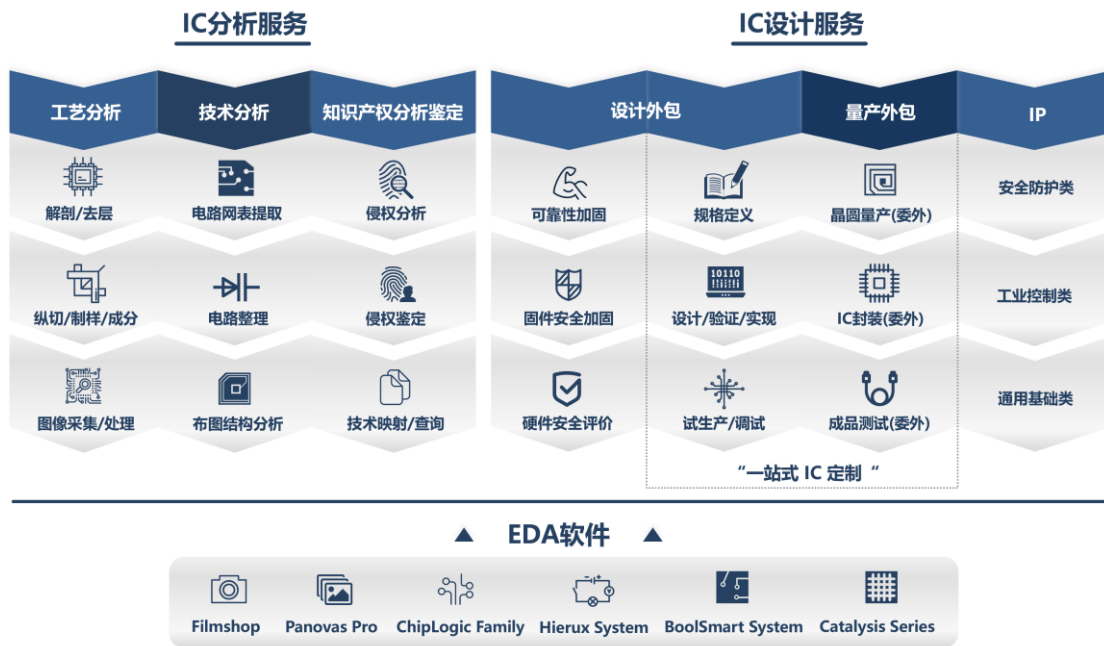 IC分析服务
IC设计服务
工艺分析
技术分析
知识产权分析鉴定
设计外包
量产外包
IP
解剖/去层
电路网表提取
侵权分析
可靠性加固
规格定义
晶圆量产(委外)
安全防护类
纵切/制样/成分
电路整理
侵权鉴定
固件安全加固
10110
设计/验证/实现
IC封装(委外)
工业控制类
图像采集/处理
布图结构分析
技术映射/查询
硬件安全评价
试生产/调试
成品测试(委外)
通用基础类
“一站式 IC 定制 “
EDA软件
Filmshop
Panovas Pro
ChipLogic Family
Hierux System
BoolSmart System
Catalysis Series